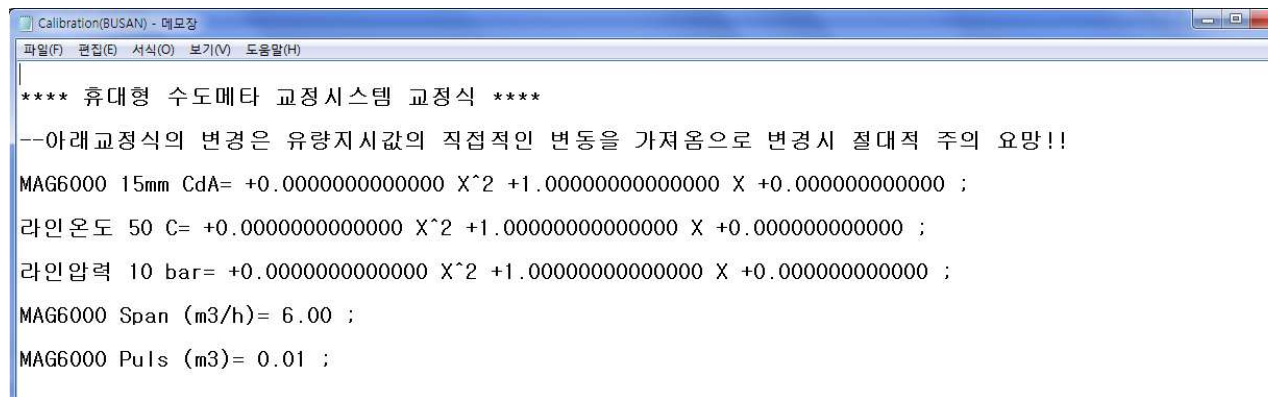 Calibration(BUSAN) - 메모장
파일(F) 편집(E) 서식(O) 보기(V) 도움말(H)
**** 휴대형 수도메타 교정시스템 교정식 ****
--아래교정식의 변경은 유량지시값의 직접적인 변동을 가져옴으로 변경시 절대적 주의 요망!!
MAG6000 15mm CdA= +0.0000000000000 X^2 +1.00000000000000 X +0.000000000000 ;
라인온도 50 C= +0.0000000000000 X^2 +1.00000000000000 X +0.000000000000 ;
라인압력 10 bar= +0.0000000000000 X^2 +1.00000000000000 X +0.000000000000 ;
MAG6000 Span (m3/h)= 6.00 ;
MAG6000 Puls (m3)= 0.01 ;